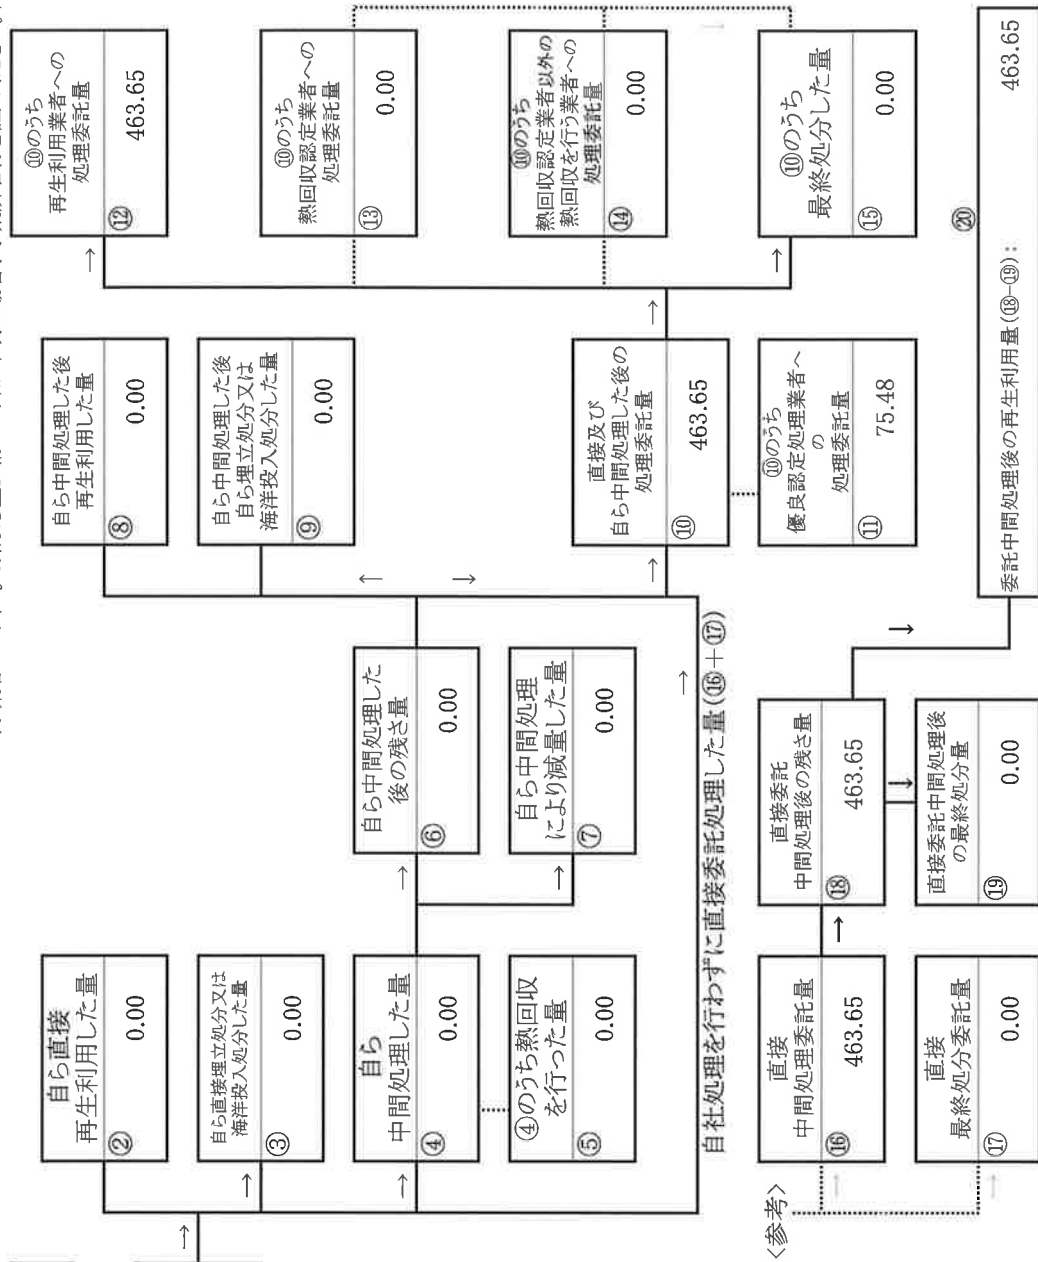 自ら直接
再生利用した量
② 0.00
自ら直接埋立処分又は
海洋投入処分した量
③ 0.00
自ら
中間処理した量
④ 0.00
④のうち熱回収
を行った量
⑤ 0.00
自ら中間処理した
後の残さ量
⑥ 0.00
自ら中間処理
により減量した量
⑦ 0.00
自ら中間処理した後
再生利用した量
⑧ 0.00
自ら中間処理した後
自ら埋立処分又は
海洋投入処分した量
⑨ 0.00
直接及び
自ら中間処理した後の
処理委託量
⑩ 463.65
⑩のうち
優良認定処理業者へ
の
処理委託量
⑪ 75.48
⑩のうち
再生利用業者への
処理委託量
⑫ 463.65
⑩のうち
熱回収認定業者への
処理委託量
⑬ 0.00
⑩のうち
熱回収認定業者以外の
熱回収を行う業者への
処理委託量
⑭ 0.00
⑩のうち
最終処分した量
⑮ 0.00
自社処理を行わずに直接委託処理した量(⑯+⑰)
<参考>
直接
中間処理委託量
⑯ 463.65
直接
最終処分委託量
⑰ 0.00
直接委託
中間処理後の残さ量
⑱ 463.65
直接委託中間処理後
の最終処分量
⑲ 0.00
⑳
委託中間処理後の再生利用量(⑱-⑲): 463.65